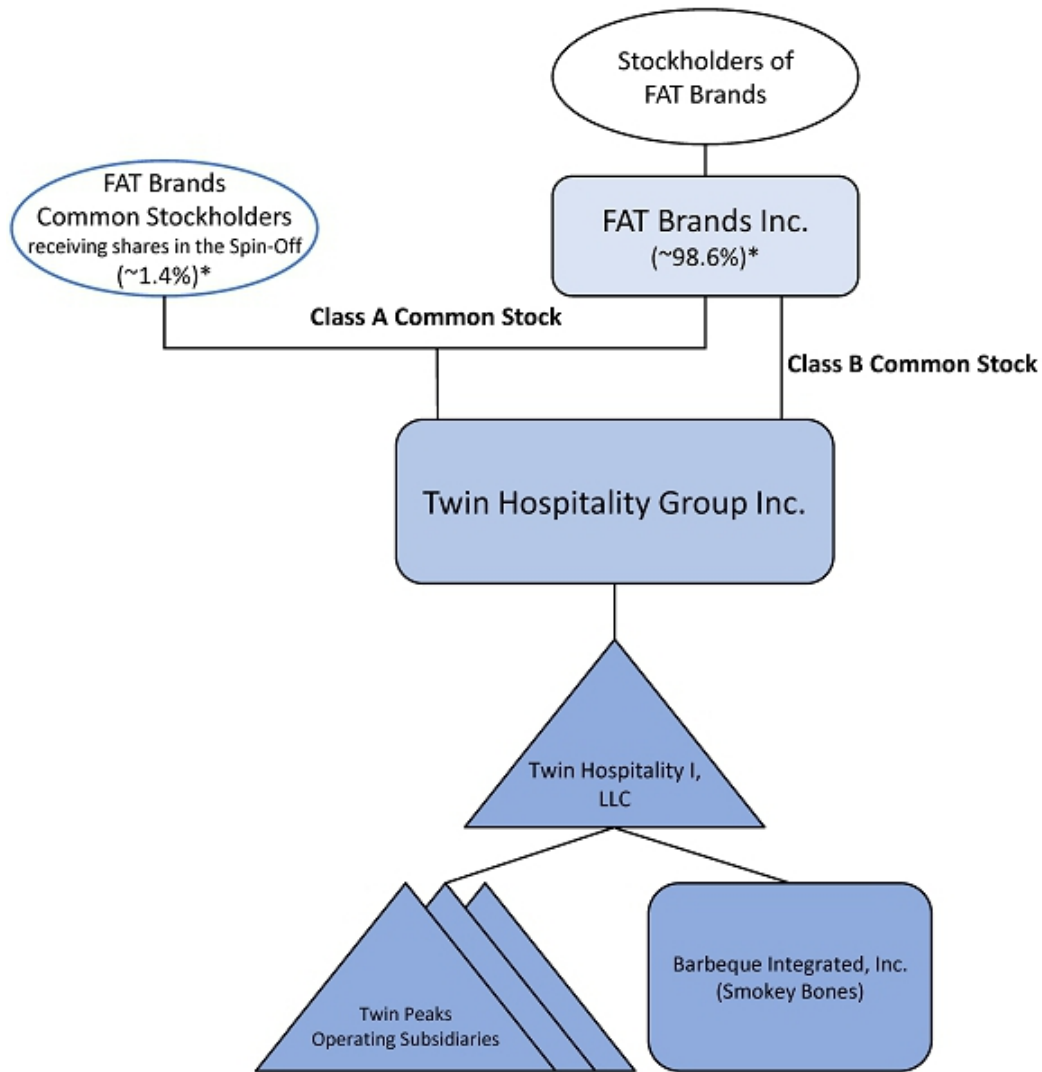 Stockholders of
FAT Brands
FAT Brands
Common Stockholders
receiving shares in the Spin-Off
(~1.4%)*
FAT Brands Inc.
(~98.6%)*
Class A Common Stock
Class B Common Stock
Twin Hospitality Group Inc.
Twin Hospitality I,
LLC
Twin Peaks
Operating Subsidiaries
Barbeque Integrated, Inc.
(Smokey Bones)